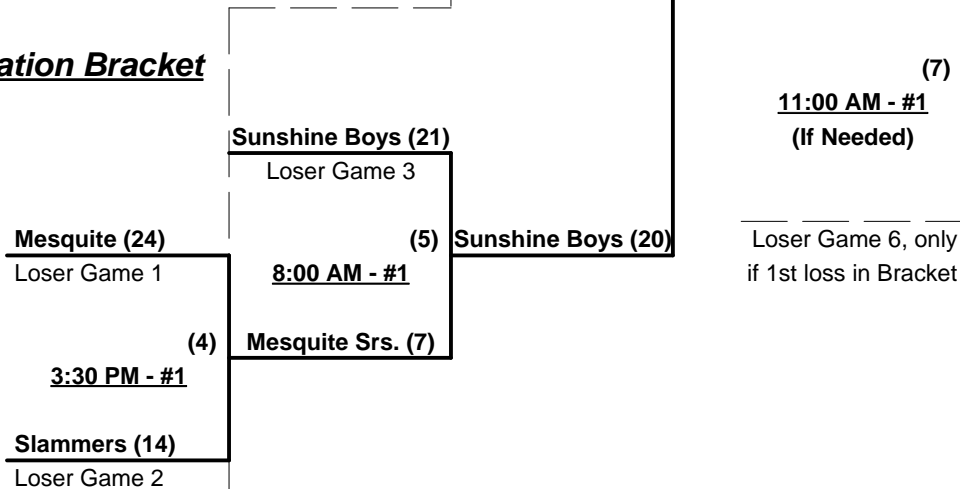 ation Bracket
(7)
11:00 AM - #1
(If Needed)
Sunshine Boys (21)
Loser Game 3
Mesquite (24)
(5)
Sunshine Boys (20)
Loser Game 6, only
Loser Game 1
8:00 AM - #1
if 1st loss in Bracket
(4)
Mesquite Srs. (7)
3:30 PM - #1
Slammers (14)
Loser Game 2